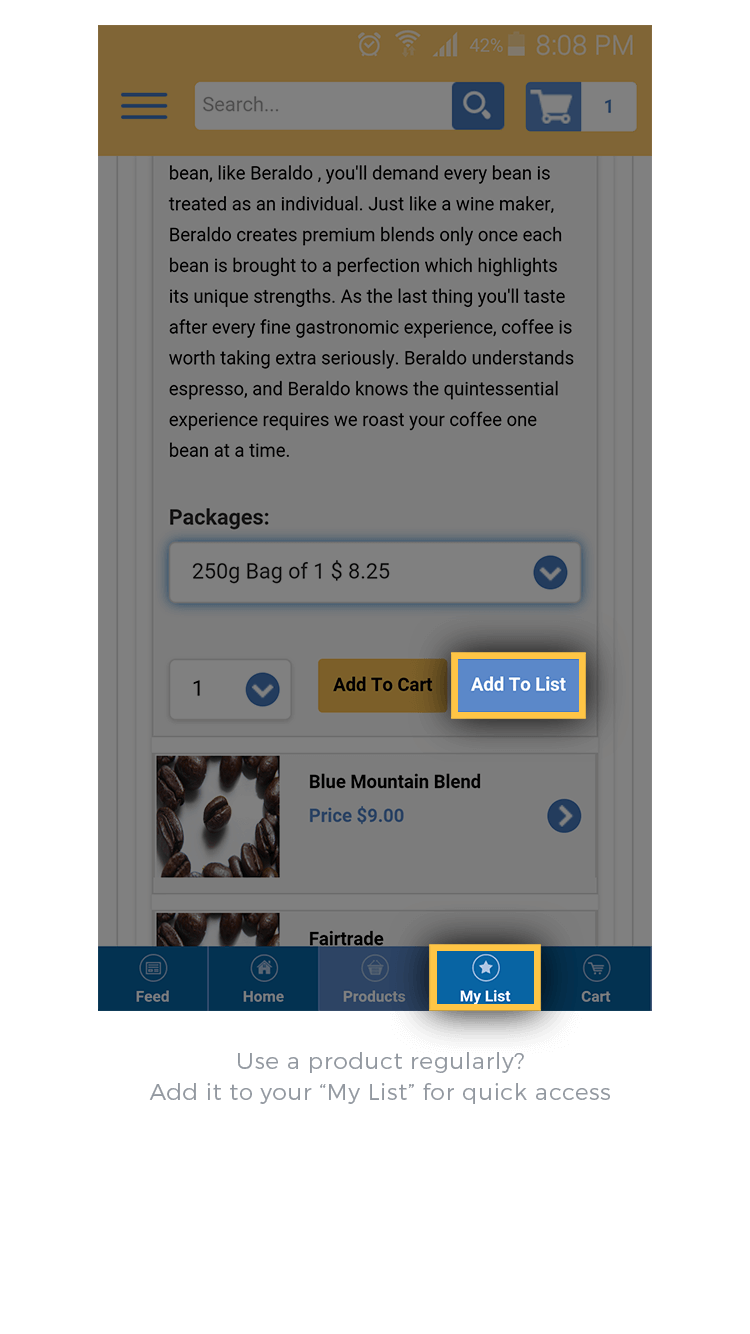 42% 8:08 PM
Search...
1
bean, like Beraldo , you'll demand every bean is
treated as an individual. Just like a wine maker,
Beraldo creates premium blends only once each
bean is brought to a perfection which highlights
its unique strengths. As the last thing you'll taste
after every fine gastronomic experience, coffee is
worth taking extra seriously. Beraldo understands
espresso, and Beraldo knows the quintessential
experience requires we roast your coffee one
bean at a time.
Packages:
250g Bag of 1 $ 8.25
1 Add To Cart Add To List
Blue Mountain Blend
Price $9.00
Fairtrade
Feed Home Products My List Cart
Use a product regularly?
Add it to your “My List” for quick access